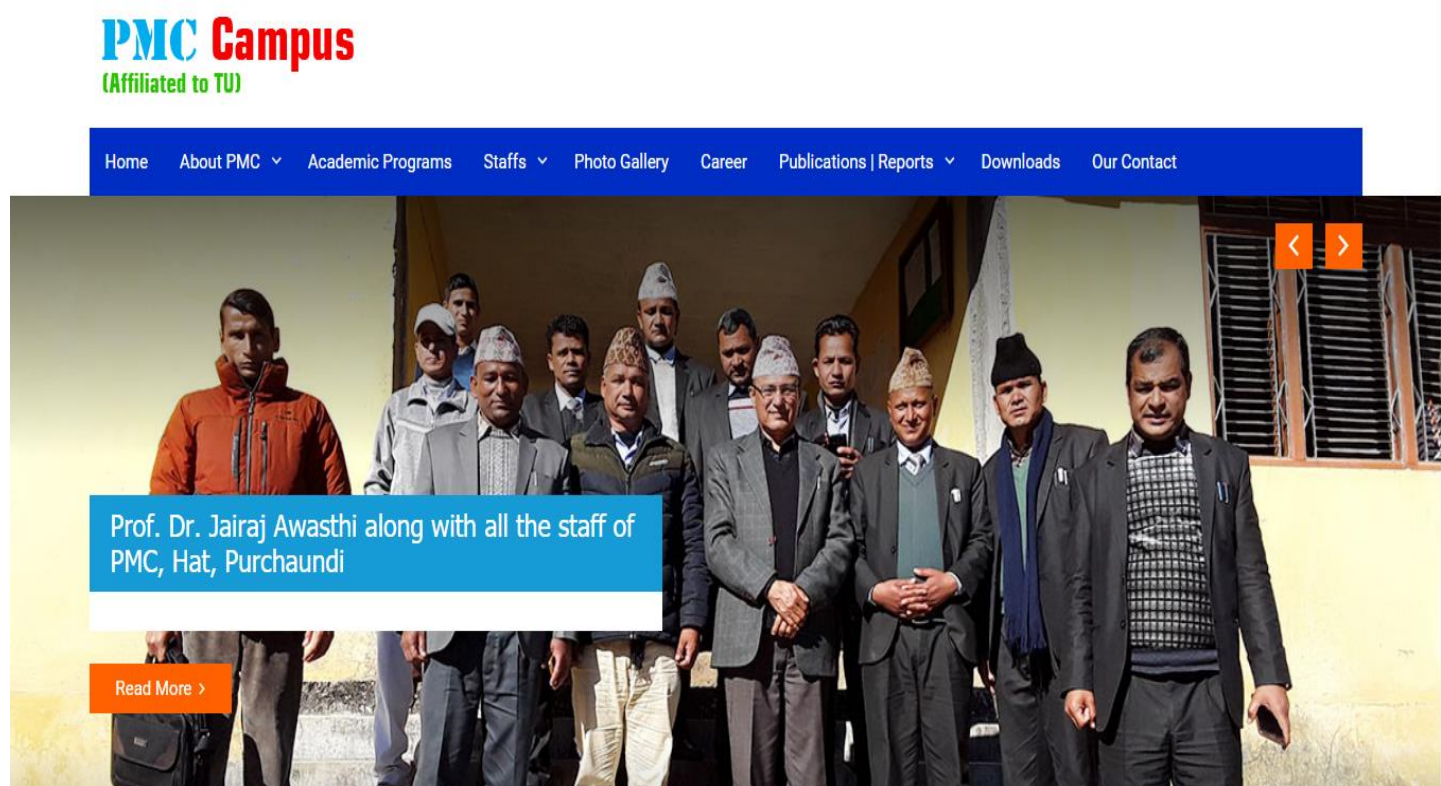 PMC Campus
(Affiliated to TU)
Home About PMC Academic Programs Staffs Photo Gallery Career Publications | Reports Downloads Our Contact
Prof. Dr. Jairaj Awasthi along with all the staff of
PMC, Hat, Purchaundi
Read More >